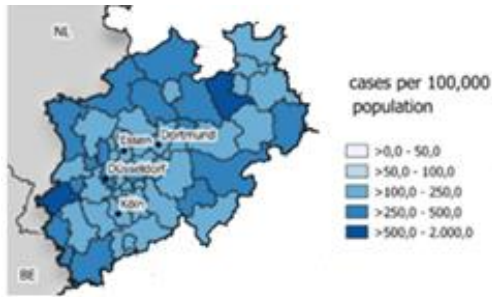 NL
cases per 100,000
population
Essen
Dortmund
Düsseldorf
Köln
>0,0 - 50,0
>50,0 - 100,0
>100,0 - 250,0
>250,0 - 500,0
>500,0 - 2.000,0
BE